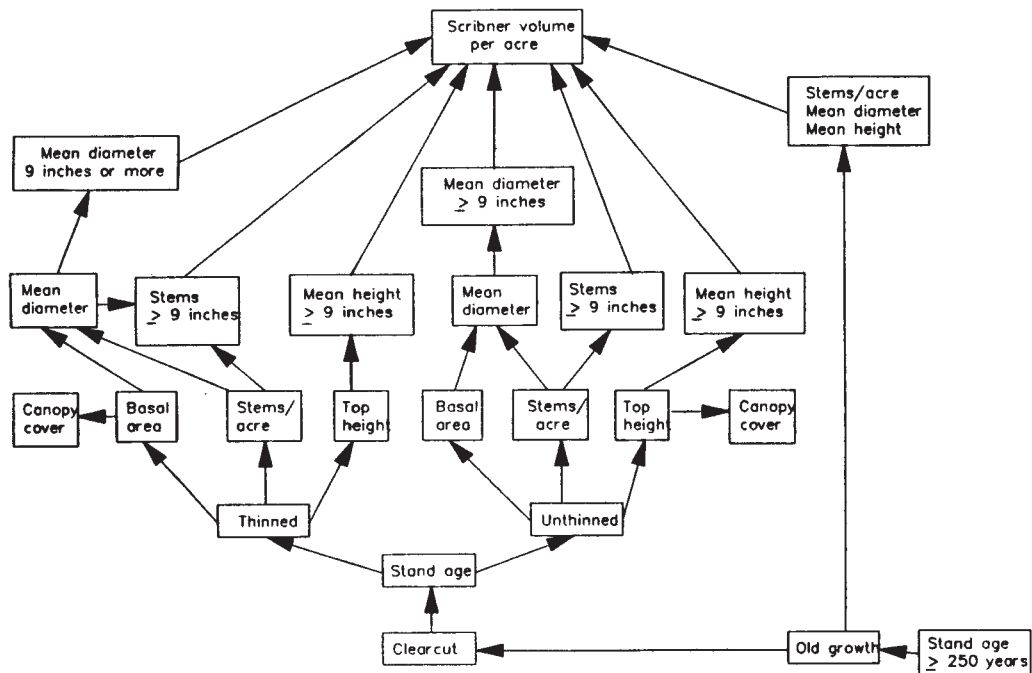 Scribner volume
per acre
Stems/acre
Mean diameter
Mean height
Mean diameter
9 inches or more
Mean diameter
≥ 9 inches
Mean
diameter
Stems
≥ 9 inches
Mean height
≥ 9 inches
Mean
diameter
Stems
≥ 9 inches
Mean height
≥ 9 inches
Canopy
cover
Basal
area
Stems/
acre
Top
height
Basal
area
Stems/
acre
Top
height
Canopy
cover
Thinned
Unthinned
Stand age
Clearcut
Old growth
Stand age
≥ 250 years